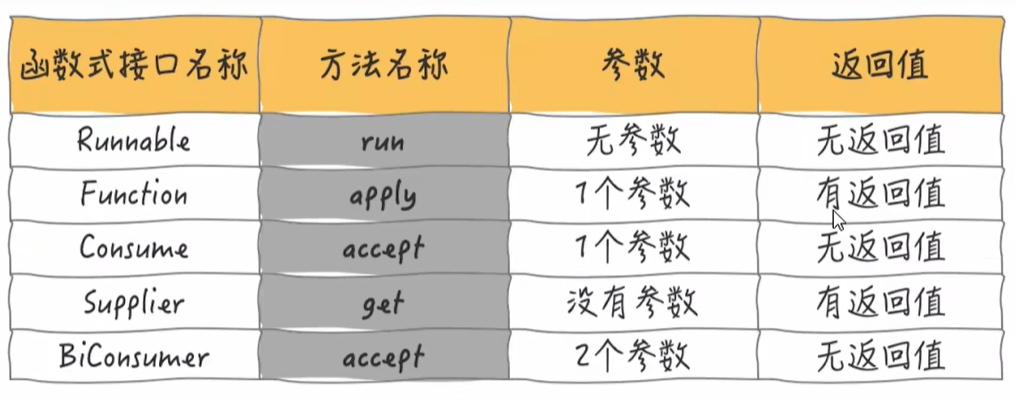 函数式接口名称 方法名称 参数 返回值
Runnable run 无参数 无返回值
Function apply 1个参数 有返回值
Consume accept 1个参数 无返回值
Supplier get 没有参数 有返回值
BiConsumer accept 2个参数 无返回值